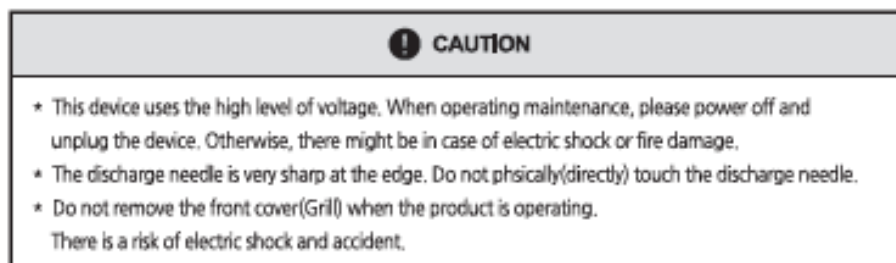 CAUTION
* This device uses the high level of voltage. When operating maintenance, please power off and
unplug the device. Otherwise, there might be in case of electric shock or fire damage.
* The discharge needle is very sharp at the edge. Do not phsically(directly) touch the discharge needle.
* Do not remove the front cover(Grill) when the product is operating.
There is a risk of electric shock and accident.